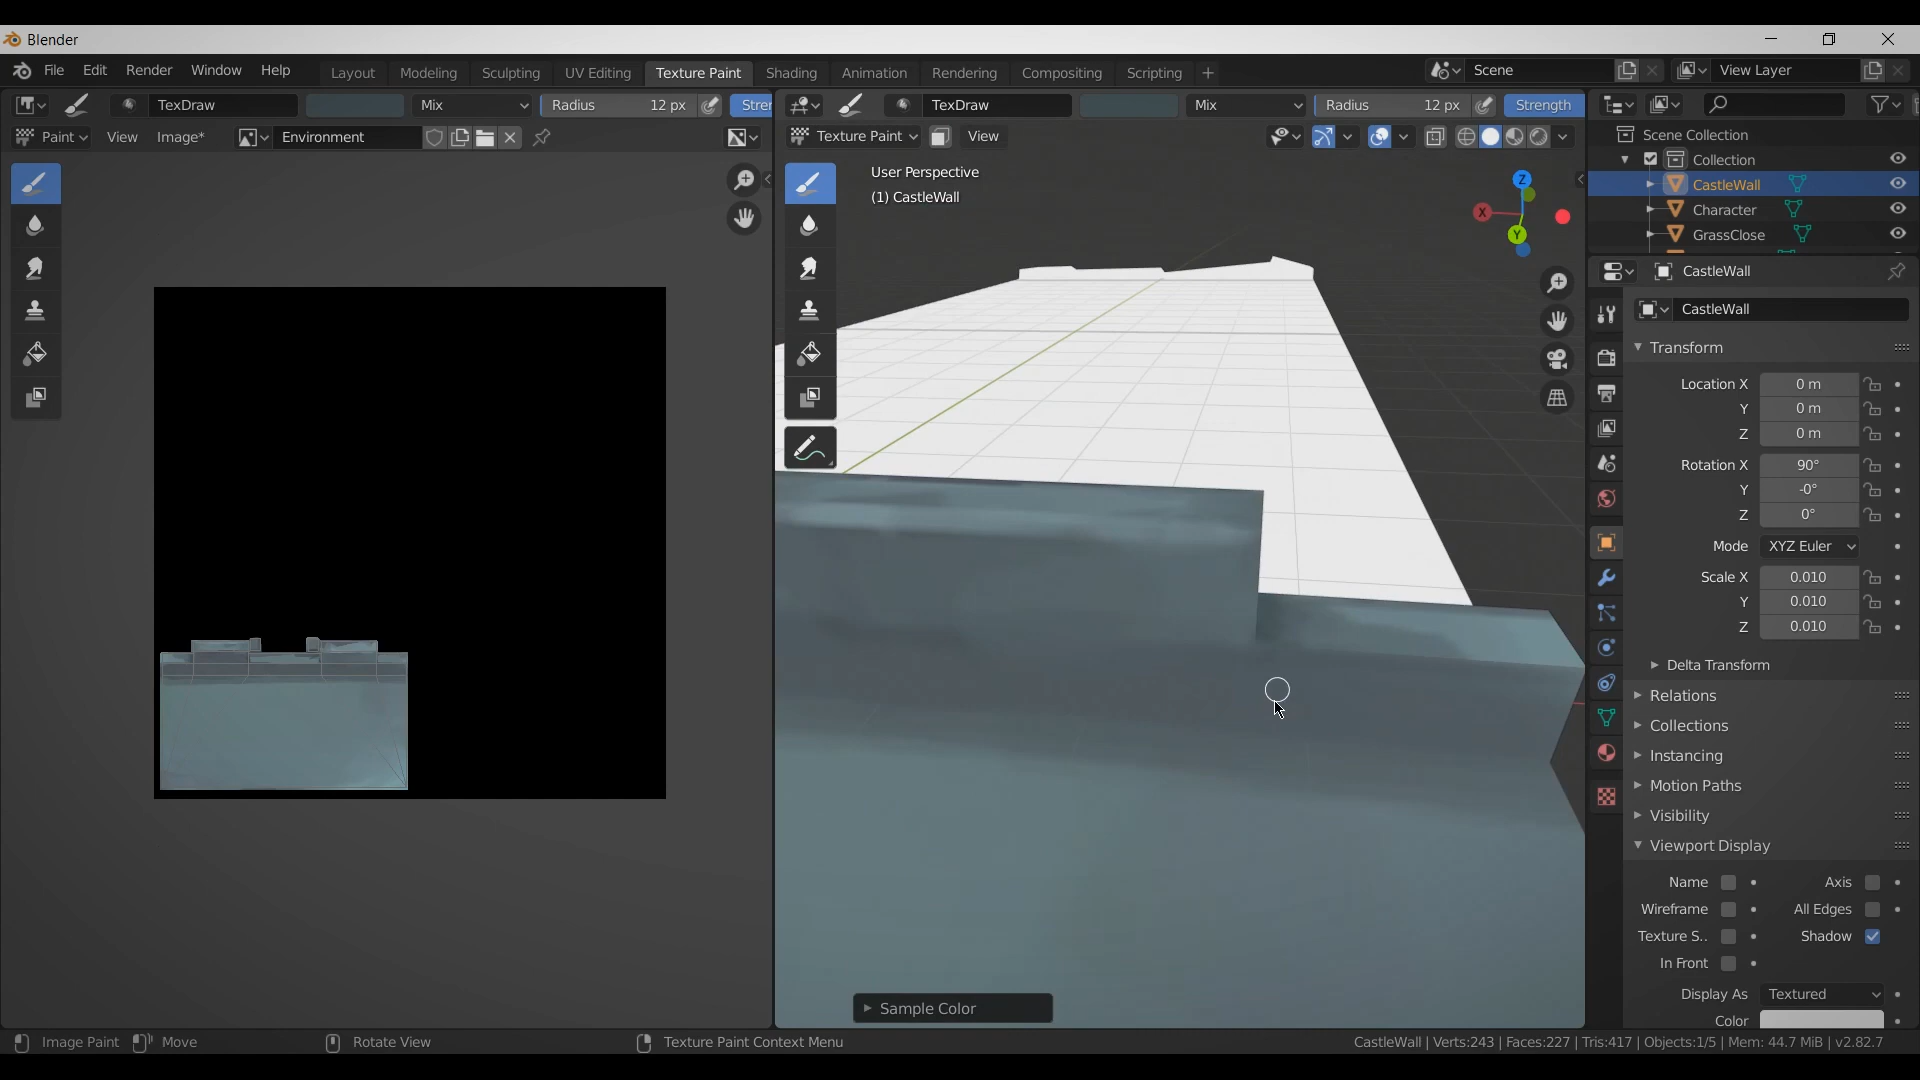 Blender
File Edit Render Window Help Layout Modeling Sculpting UV Editing Texture Paint Shading Animation Rendering Compositing Scripting + Scene View Layer
TexDraw Mix Radius 12 px TexDraw Mix Radius 12 px Strength
Paint View Image* Environment Texture Paint View Scene Collection
Collection
User Perspective
(1) CastleWall
CastleWall
Character
GrassClose
Z
X
Y
CastleWall
CastleWall
Transform
Location X 0 m
Y 0 m
Z 0 m
Rotation X 90°
Y -0°
Z 0°
Mode XYZ Euler
Scale X 0.010
Y 0.010
Z 0.010
Delta Transform
Relations
Collections
Instancing
Motion Paths
Visibility
Viewport Display
Name Axis
Wireframe All Edges
Texture S.. Shadow
In Front
Display As Textured
Color
Sample Color
Image Paint Move Rotate View Texture Paint Context Menu CastleWall | Verts:243 | Faces:227 | Tris:417 | Objects:1/5 | Mem: 44.7 MiB | v2.82.7